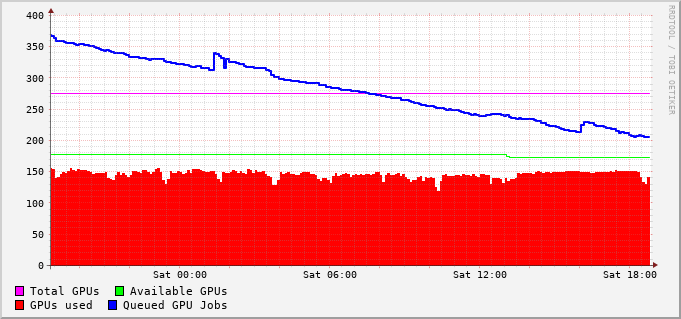 RRDTOOL / TOBI OETIKER
400
350
300
250
200
150
100
50
0
Sat 00:00 Sat 06:00 Sat 12:00 Sat 18:00
Total GPUs Available GPUs
GPUs used Queued GPU Jobs